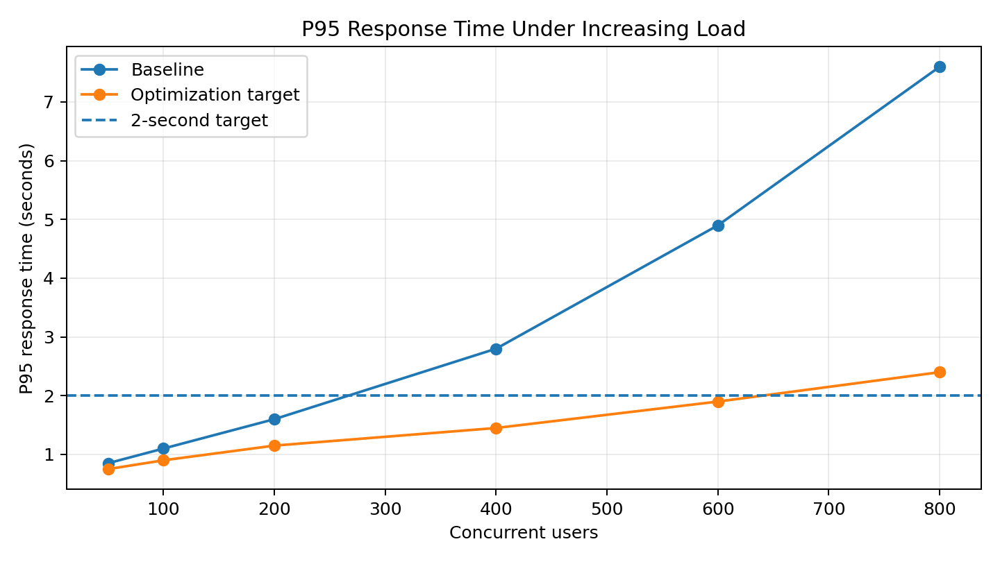 P95 Response Time Under Increasing Load
Baseline
Optimization target
2-second target
P95 response time (seconds)
7
6
5
4
3
2
1
100 200 300 400 500 600 700 800
Concurrent users